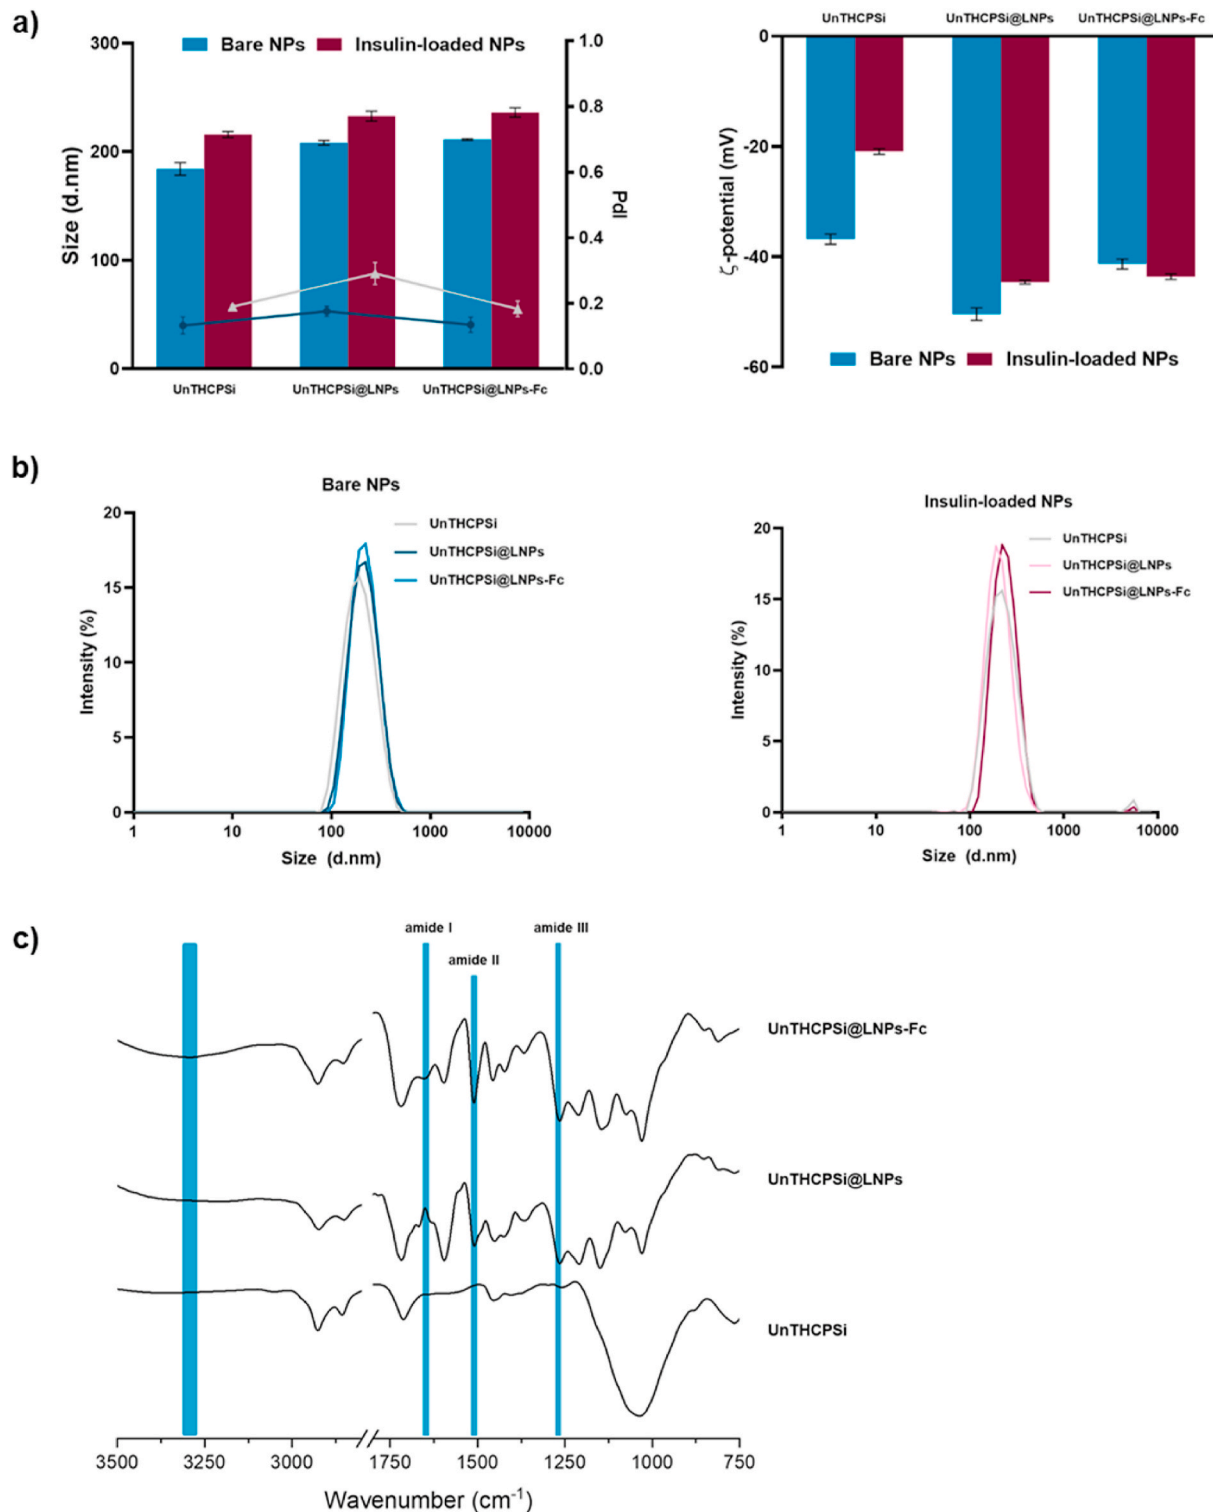 a)
Bare NPs Insulin-loaded NPs
300
200
100
0
Size (d.nm)
1.0
0.8
0.6
0.4
0.2
0.0
PdI
UnTHCPSi UnTHCPSi@LNPs UnTHCPSi@LNPs-Fc
UnTHCPSi UnTHCPSi@LNPs UnTHCPSi@LNPs-Fc
0
-20
-40
-60
ζ-potential (mV)
Bare NPs Insulin-loaded NPs
b)
Bare NPs
20
15
10
5
0
Intensity (%)
UnTHCPSi
UnTHCPSi@LNPs
UnTHCPSi@LNPs-Fc
1 10 100 1000 10000
Size (d.nm)
Insulin-loaded NPs
20
15
10
5
0
Intensity (%)
UnTHCPSi
UnTHCPSi@LNPs
UnTHCPSi@LNPs-Fc
1 10 100 1000 10000
Size (d.nm)
c)
amide I
amide II
amide III
UnTHCPSi@LNPs-Fc
UnTHCPSi@LNPs
UnTHCPSi
3500 3250 3000 1750 1500 1250 1000 750
Wavenumber (cm⁻¹)